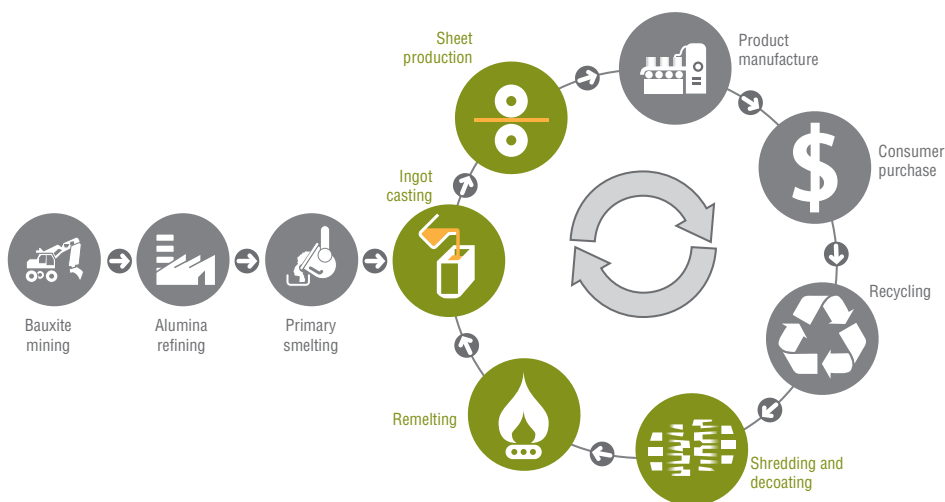 Sheet
production
Product
manufacture
Consumer
purchase
Ingot
casting
Recycling
Bauxite
mining
Alumina
refining
Primary
smelting
Remelting
Shredding and
decoating
$